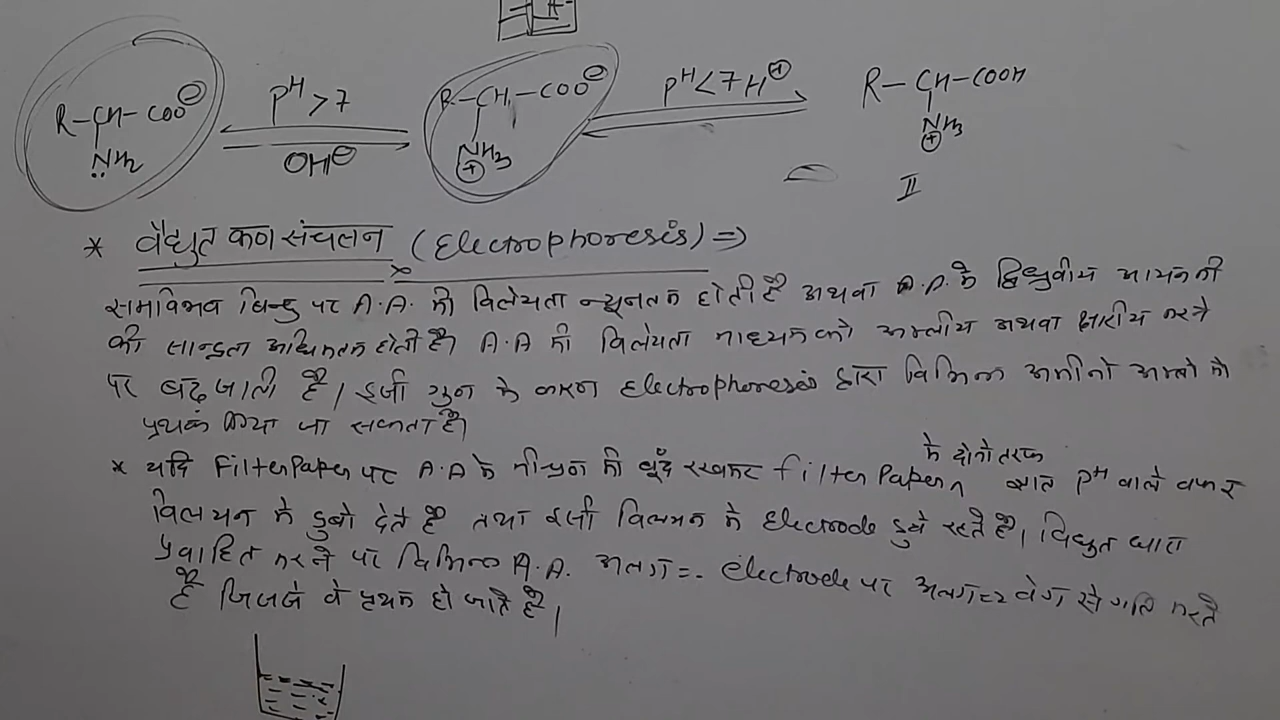 R-CH-COO⊖ pH>7 R-CH-COO⊖ pH<7 H⊕ R-CH-COOH
N̈H2 OH⊖ ⊕NH3 ⊕NH3
II
* वैद्युत कण संचलन (Electrophoresis) ⇒
समविभव बिन्दु पर A.A. की विलेयता न्यूनतम होती है अथवा A.A. के द्विध्रुवीय आयनों
की सान्द्रता अधिकतम होती है। A.A की विलेयता माध्यम को अम्लीय अथवा क्षारीय करने
पर बढ़ जाती है। इसी गुण के कारण Electrophoresis द्वारा विभिन्न अमीनो अम्लो को
पृथक किया जा सकता है।
के दोनो तरफ
* यदि Filter Paper पर A.A के मिश्रण की बूंद रखकर filter Paper ज्ञात pH वाले बफर
विलयन मे डुबो देते है तथा इसी विलयन मे Electrode डुबे रहते है। विद्युत धारा
प्रवाहित करने पर विभिन्न A.A. अलग=- electrode पर अलग=2 वेग से गति करते
है जिससे वे पृथक हो जाते है।